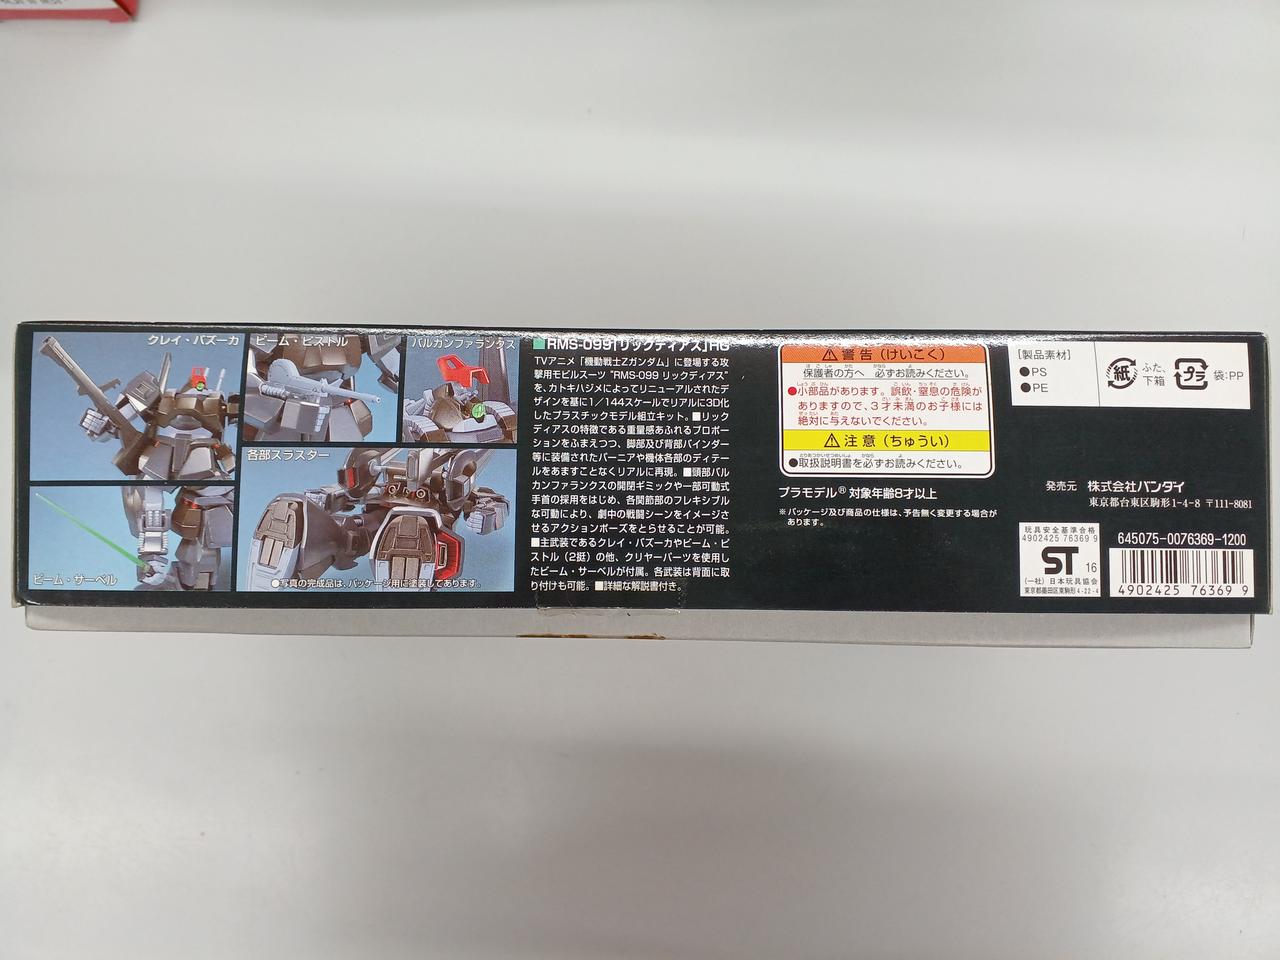 クレイ・バズーカ
ビーム・ピストル
バルカンファランクス
各部スラスター
ビーム・サーベル
●写真の完成品は、パッケージ用に塗装してあります。
■RMS-099「リックディアス」HG
TVアニメ「機動戦士Zガンダム」に登場する攻
撃用モビルスーツ"RMS-099 リックディアス"
を、カトキハジメによってリニューアルされたデ
ザインを基に1/144スケールでリアルに3D化
したプラスチックモデル組立キット。■リック
ディアスの特徴である重量感あふれるプロポー
ションをふまえつつ、脚部及び背部バインダー
等に装備されたバーニアや機体各部のディテー
ルをあますことなくリアルに再現。■頭部バル
カンファランクスの開閉ギミックや一部可動式
手首の採用をはじめ、各関節部のフレキシブル
な可動により、劇中の戦闘シーンをイメージさ
せるアクションポーズをとらせることが可能。
■主武装であるクレイ・バズーカやビーム・ピ
ストル(2挺)の他、クリヤーパーツを使用し
たビーム・サーベルが付属。各武装は背面に取
り付けも可能。■詳細な解説書付き。
警告(けいこく)
保護者の方へ 必ずお読みください。
●小部品があります。誤飲・窒息の危険が
ありますので、3才未満のお子様には
絶対に与えないでください。
注意(ちゅうい)
●取扱説明書を必ずお読みください。
プラモデル® 対象年齢8才以上
※パッケージ及び商品の仕様は、予告無く変更する場合が
あります。
[製品素材]
●PS
●PE
紙 ふた、
下箱
プラ 袋:PP
発売元 株式会社バンダイ
東京都台東区駒形1-4-8 〒111-8081
玩具安全基準合格
4902425 76369 9
ST 16
(一社)日本玩具協会
東京都墨田区東駒形4-22-4
645075-0076369-1200
4902425 763699